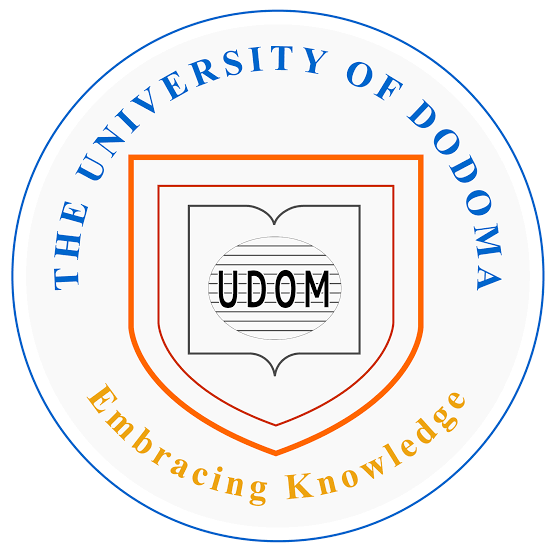 THE UNIVERSITY OF DODOMA
UDOM
Embracing Knowledge